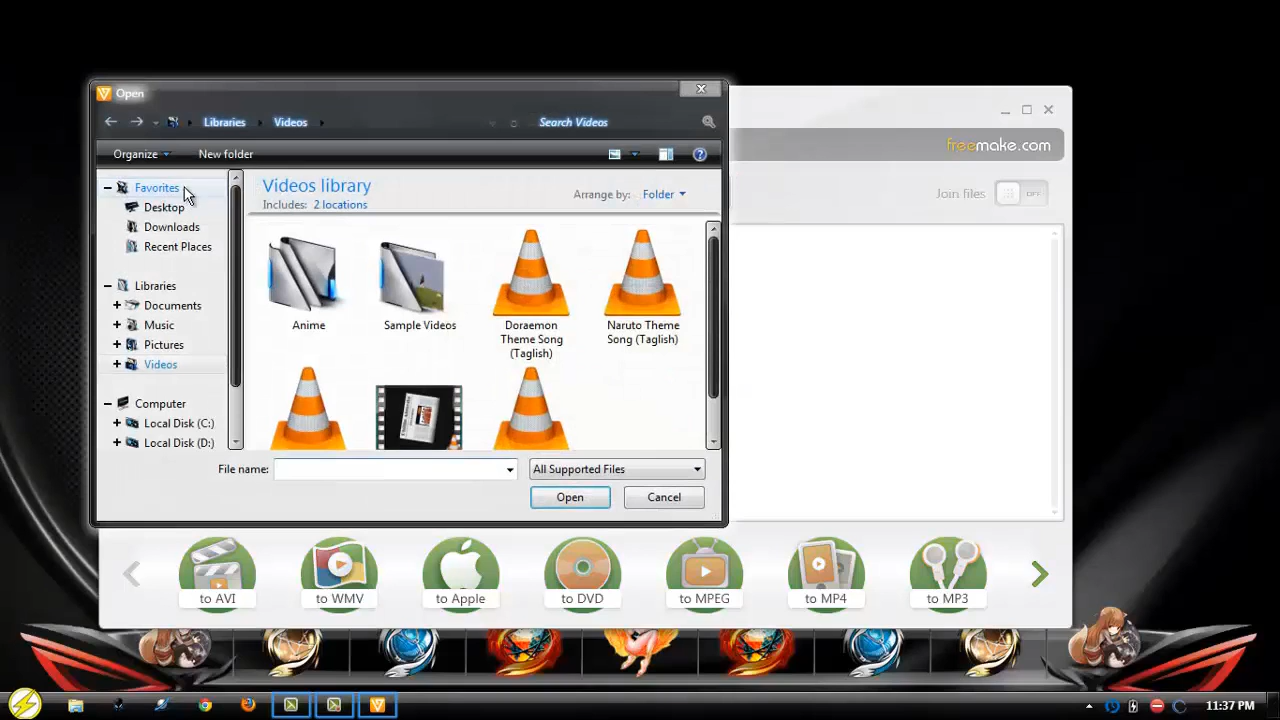 Open
Libraries
Videos
Search Videos
freemake.com
Organize
New folder
Favorites
Desktop
Downloads
Recent Places
Libraries
Documents
Music
Pictures
Videos
Computer
Local Disk (C:)
Local Disk (D:)
Videos library
Includes: 2 locations
Arrange by: Folder
Join files
OFF
Anime
Sample Videos
Doraemon
Theme Song
(Taglish)
Naruto Theme
Song (Taglish)
File name:
All Supported Files
Open
Cancel
to AVI
to WMV
to Apple
to DVD
to MPEG
to MP4
to MP3
11:37 PM